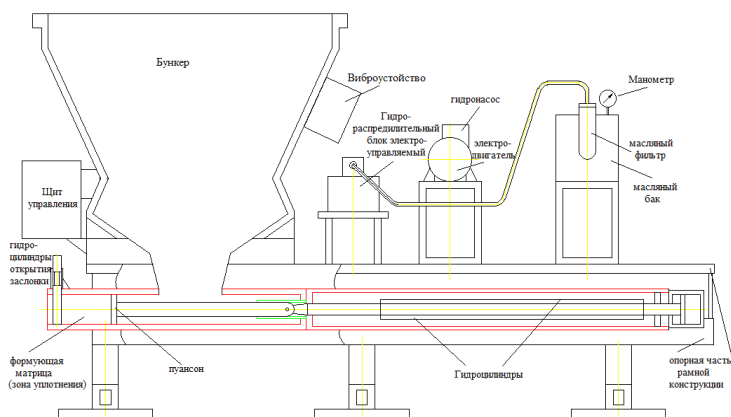 Бункер
Виброустройство
Гидро-
распредилительный
блок электро-
управляемый
гидронасос
электро-
двигатель
Манометр
масляный
фильтр
масляный
бак
Щит
управления
гидро-
цилиндры
открытия
заслонки
формующая
матрица
(зона уплотнения)
пуансон
Гидроцилиндры
опорная часть
рамной
конструкции